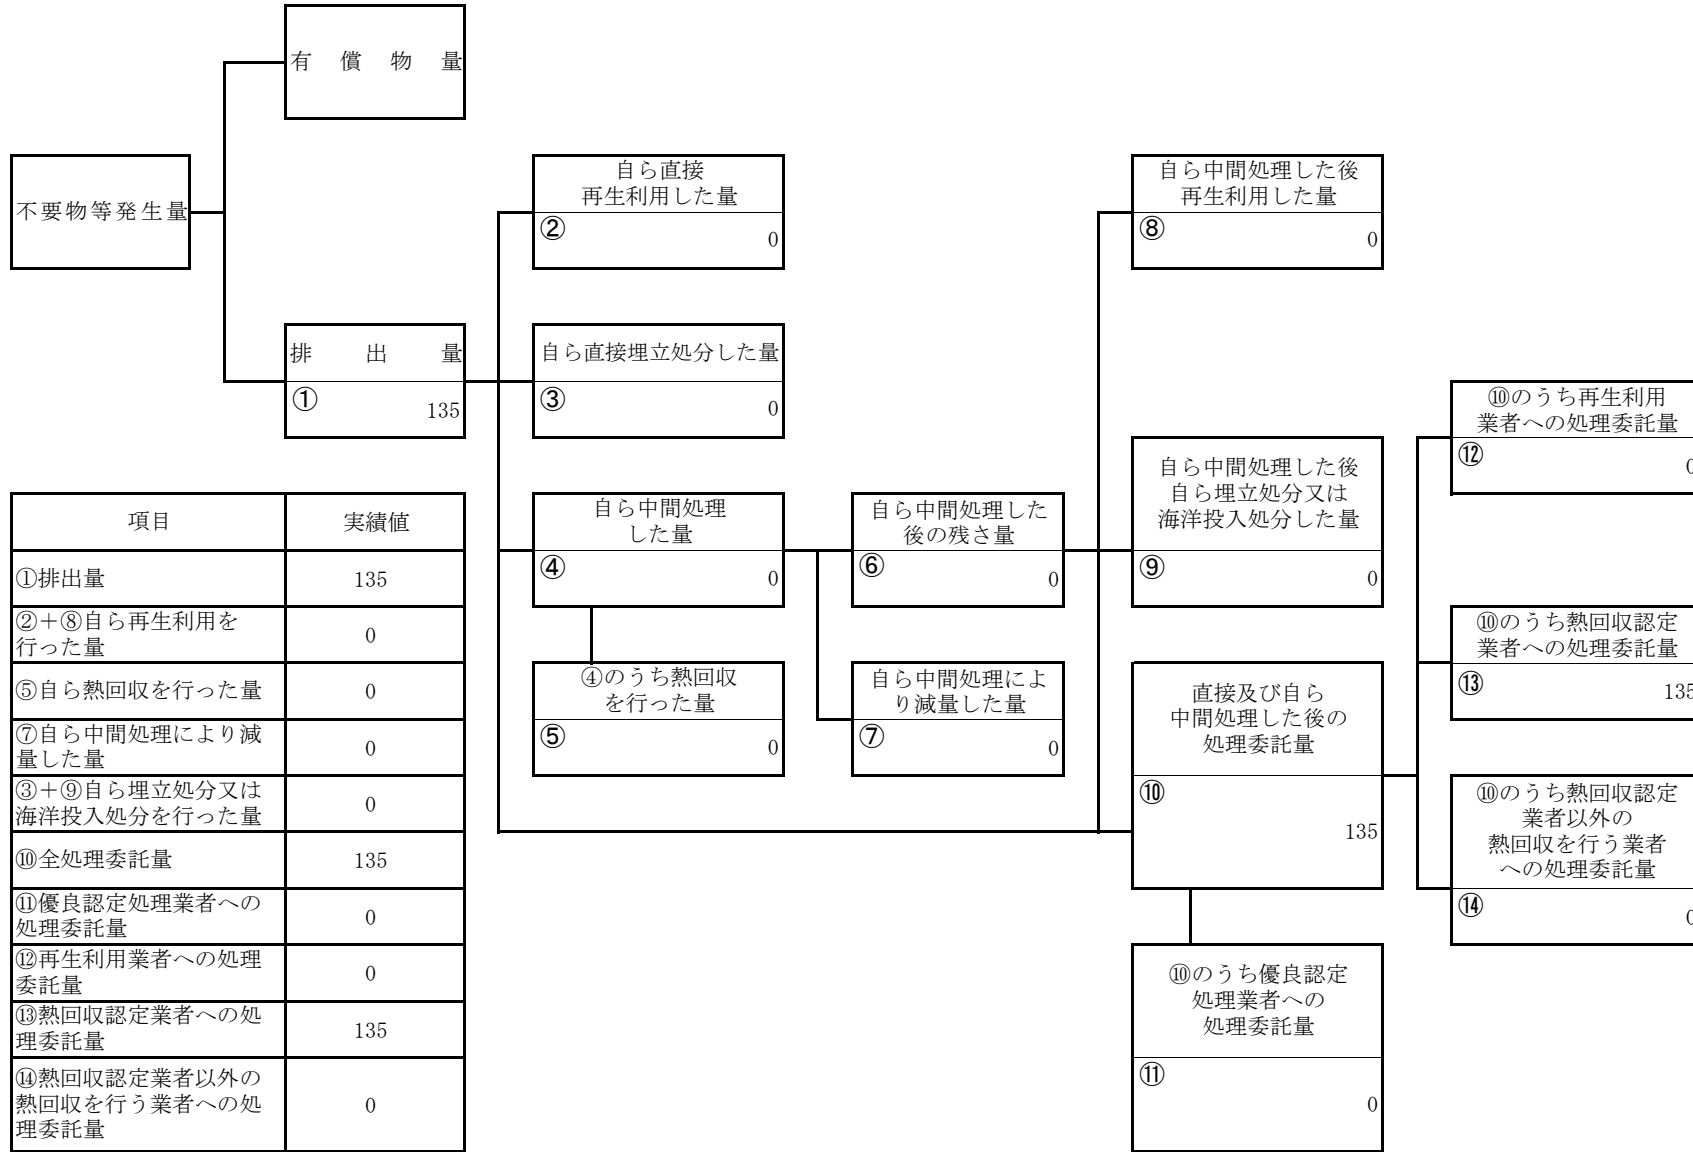 有償物量
不要物等発生量
自ら直接
再生利用した量
②
0
自ら中間処理した後
再生利用した量
⑧
0
排出量
①
135
自ら直接埋立処分した量
③
0
⑩のうち再生利用
業者への処理委託量
⑫
0
自ら中間処理
した量
④
0
自ら中間処理した
後の残さ量
⑥
0
自ら中間処理した後
自ら埋立処分又は
海洋投入処分した量
⑨
0
⑩のうち熱回収認定
業者への処理委託量
⑬
135
④のうち熱回収
を行った量
⑤
0
自ら中間処理によ
り減量した量
⑦
0
直接及び自ら
中間処理した後の
処理委託量
⑩
135
⑩のうち熱回収認定
業者以外の
熱回収を行う業者
への処理委託量
⑭
0
⑩のうち優良認定
処理業者への
処理委託量
⑪
0
項目 実績値
①排出量 135
②+⑧自ら再生利用を
行った量 0
⑤自ら熱回収を行った量 0
⑦自ら中間処理により減
量した量 0
③+⑨自ら埋立処分又は
海洋投入処分を行った量 0
⑩全処理委託量 135
⑪優良認定処理業者への
処理委託量 0
⑫再生利用業者への処理
委託量 0
⑬熱回収認定業者への処
理委託量 135
⑭熱回収認定業者以外の
熱回収を行う業者への処
理委託量 0